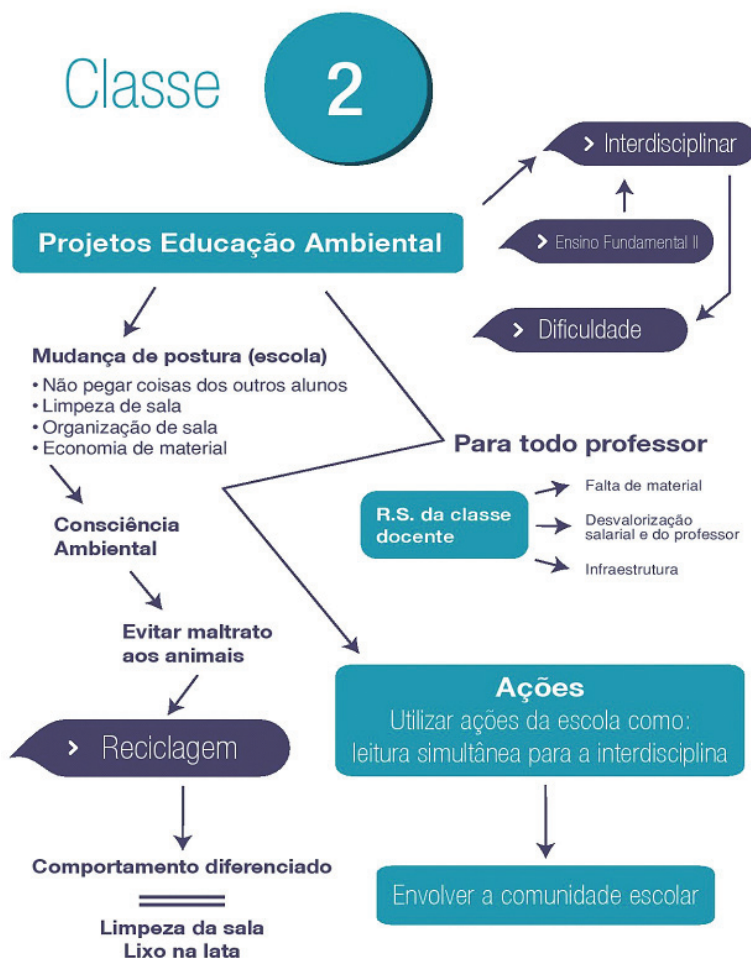 Classe
2
> Interdisciplinar
> Ensino Fundamental II
> Dificuldade
Projetos Educação Ambiental
Mudança de postura (escola)
• Não pegar coisas dos outros alunos
• Limpeza de sala
• Organização de sala
• Economia de material
Consciência
Ambiental
Evitar maltrato
aos animais
> Reciclagem
Comportamento diferenciado
Limpeza da sala
Lixo na lata
Para todo professor
R.S. da classe
docente
Falta de material
Desvalorização
salarial e do professor
Infraestrutura
Ações
Utilizar ações da escola como:
leitura simultânea para a interdisciplina
Envolver a comunidade escolar